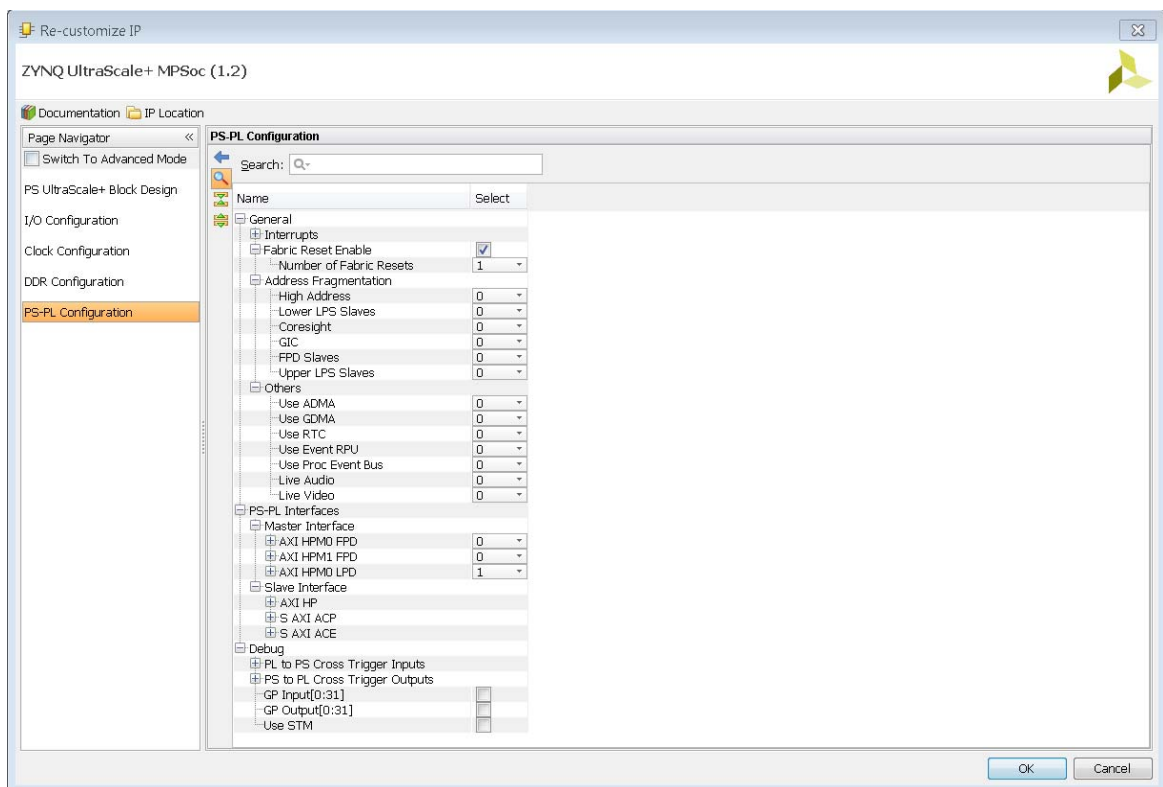 Re-customize IP
ZYNQ UltraScale+ MPSoc (1.2)
Documentation IP Location
Page Navigator «
Switch To Advanced Mode
PS UltraScale+ Block Design
I/O Configuration
Clock Configuration
DDR Configuration
PS-PL Configuration
PS-PL Configuration
Search:
Name Select
General
Interrupts
Fabric Reset Enable
Number of Fabric Resets 1
Address Fragmentation
High Address 0
Lower LPS Slaves 0
Coresight 0
GIC 0
FPD Slaves 0
Upper LPS Slaves 0
Others
Use ADMA 0
Use GDMA 0
Use RTC 0
Use Event RPU 0
Use Proc Event Bus 0
Live Audio 0
Live Video 0
PS-PL Interfaces
Master Interface
AXI HPM0 FPD 0
AXI HPM1 FPD 0
AXI HPM0 LPD 1
Slave Interface
AXI HP
S AXI ACP
S AXI ACE
Debug
PL to PS Cross Trigger Inputs
PS to PL Cross Trigger Outputs
GP Input[0:31]
GP Output[0:31]
Use STM
OK Cancel